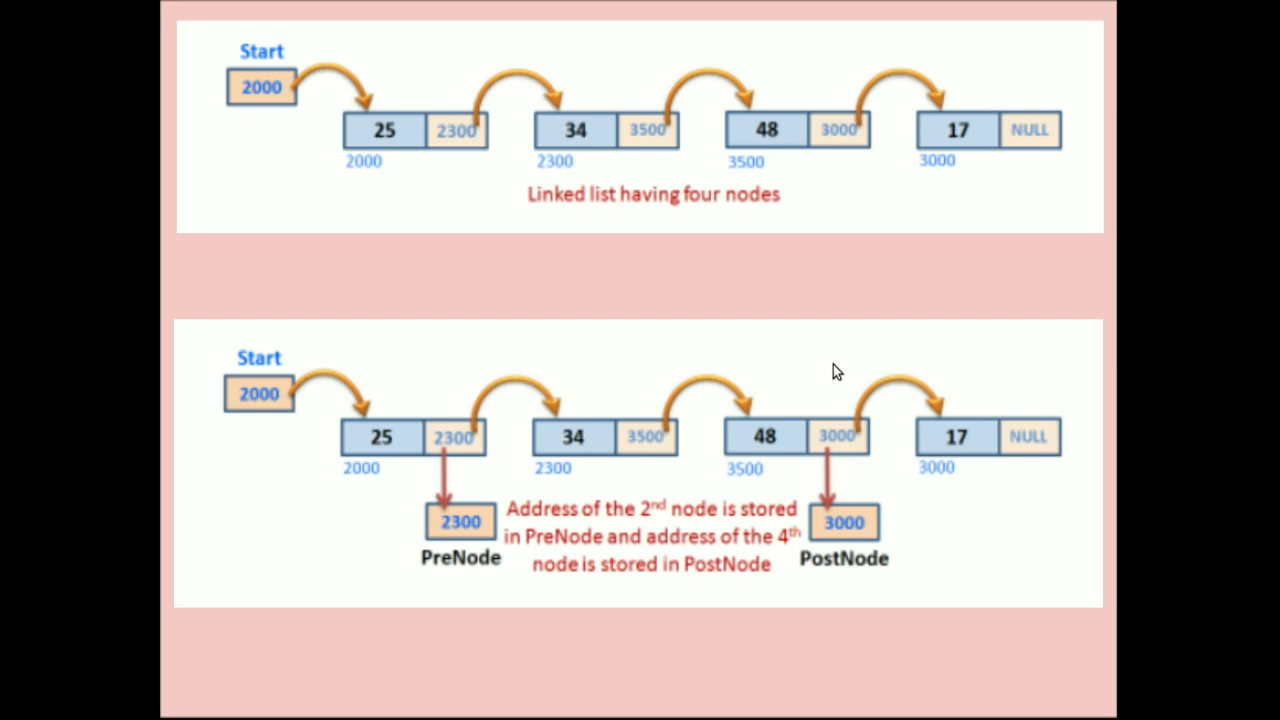 Start
2000
25 2300 34 3500 48 3000 17 NULL
2000 2300 3500 3000
Linked list having four nodes
Start
2000
25 2300 34 3500 48 3000 17 NULL
2000 2300 3500 3000
Address of the 2nd node is stored
2300 in PreNode and address of the 4th 3000
PreNode node is stored in PostNode PostNode